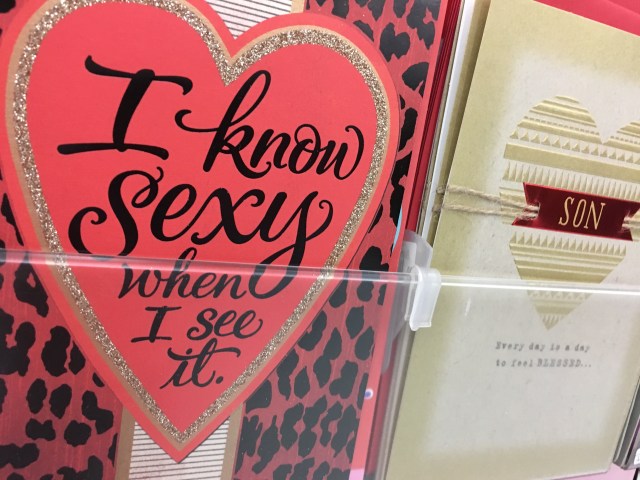 I know
sexy
when
I see
it.
SON
Every day is a day
to feel BLESSED...